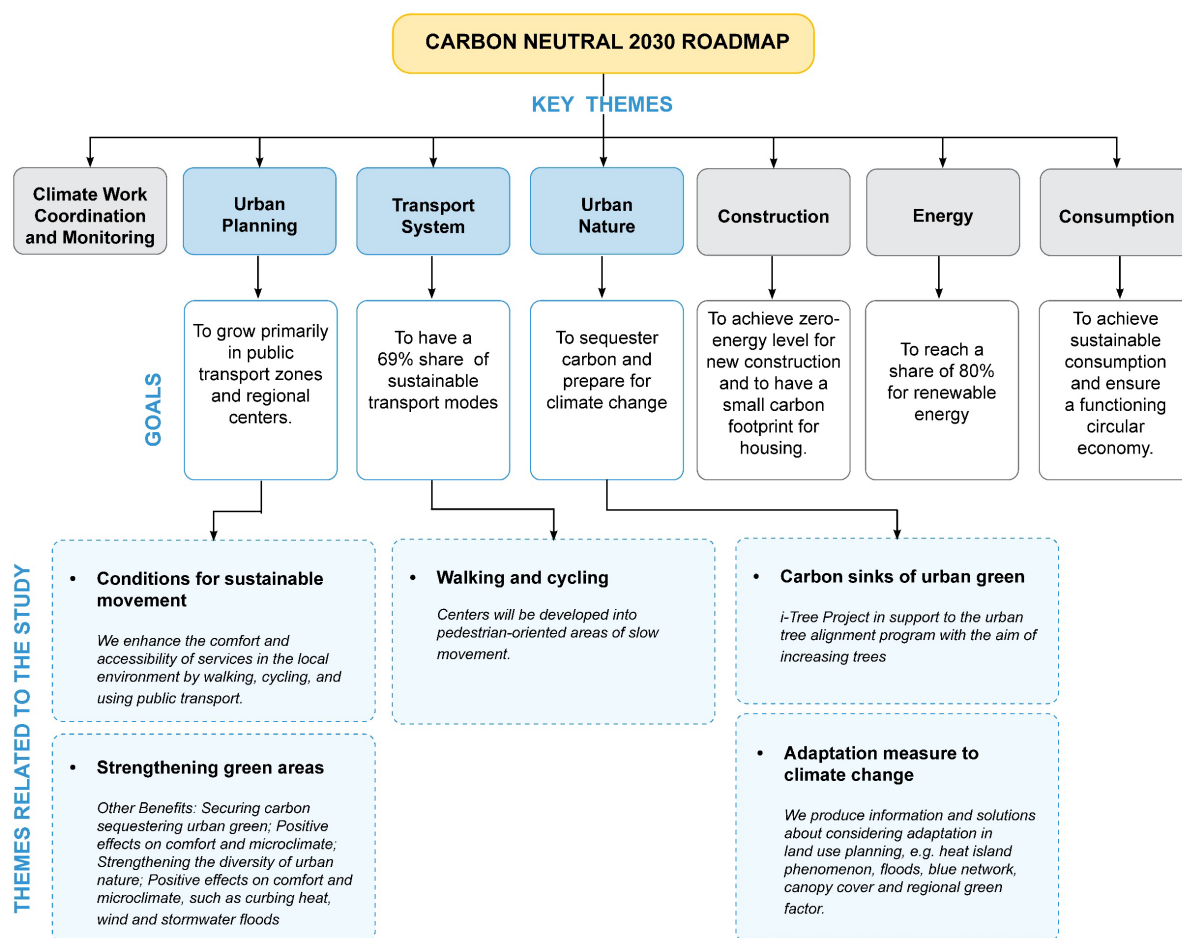 CARBON NEUTRAL 2030 ROADMAP
KEY THEMES
Climate Work
Coordination
and Monitoring
Urban
Planning
Transport
System
Urban
Nature
Construction
Energy
Consumption
GOALS
To grow primarily
in public
transport zones
and regional
centers.
To have a
69% share of
sustainable
transport modes
To sequester
carbon and
prepare for
climate change
To achieve zero-
energy level for
new construction
and to have a
small carbon
footprint for
housing.
To reach a
share of 80%
for renewable
energy
To achieve
sustainable
consumption
and ensure
a functioning
circular
economy.
THEMES RELATED TO THE STUDY
• Conditions for sustainable
movement
We enhance the comfort and
accessibility of services in the local
environment by walking, cycling, and
using public transport.
• Strengthening green areas
Other Benefits: Securing carbon
sequestering urban green; Positive
effects on comfort and microclimate;
Strengthening the diversity of urban
nature; Positive effects on comfort and
microclimate, such as curbing heat,
wind and stormwater floods
• Walking and cycling
Centers will be developed into
pedestrian-oriented areas of slow
movement.
• Carbon sinks of urban green
i-Tree Project in support to the urban
tree alignment program with the aim of
increasing trees
• Adaptation measure to
climate change
We produce information and solutions
about considering adaptation in
land use planning, e.g. heat island
phenomenon, floods, blue network,
canopy cover and regional green
factor.